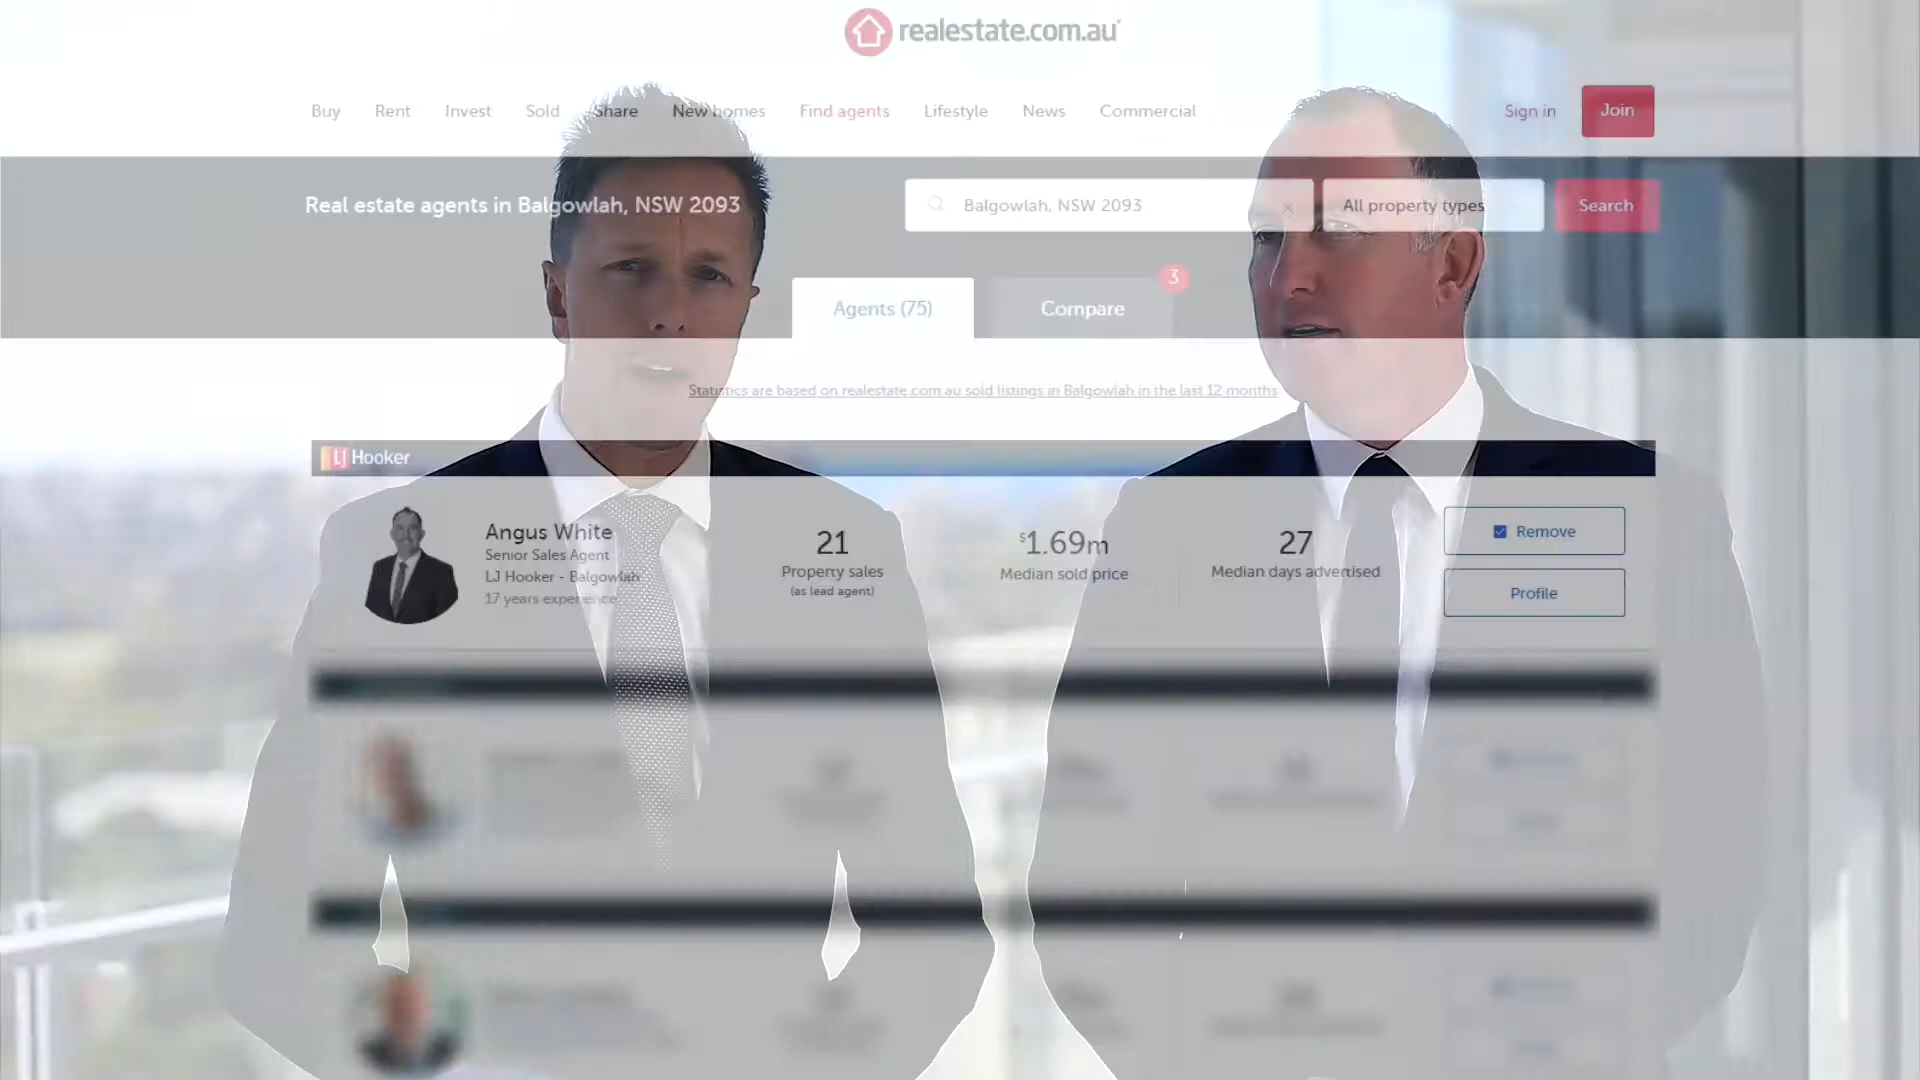 realestate.com.au
Buy Rent Invest Sold Share New homes Find agents Lifestyle News Commercial Sign in Join
Real estate agents in Balgowlah, NSW 2093
Balgowlah, NSW 2093 × All property types Search
Agents (75) Compare 3
Statistics are based on realestate.com.au sold listings in Balgowlah in the last 12 months
LJ Hooker
Angus White
Senior Sales Agent
LJ Hooker - Balgowlah
17 years experience
21
Property sales
(as lead agent)
$1.69m
Median sold price
27
Median days advertised
Remove
Profile